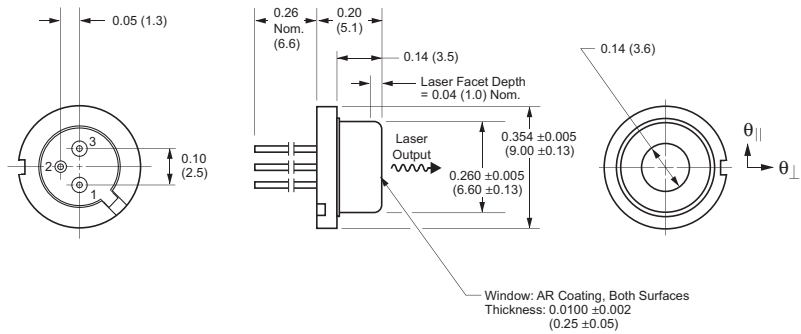 0.05 (1.3)
3
2
1
0.10
(2.5)
0.26
Nom.
(6.6)
0.20
(5.1)
0.14 (3.5)
Laser Facet Depth
= 0.04 (1.0) Nom.
Laser
Output
0.354 ±0.005
(9.00 ±0.13)
0.260 ±0.005
(6.60 ±0.13)
Window: AR Coating, Both Surfaces
Thickness: 0.0100 ±0.002
(0.25 ±0.05)
0.14 (3.6)
θ||
θ⊥